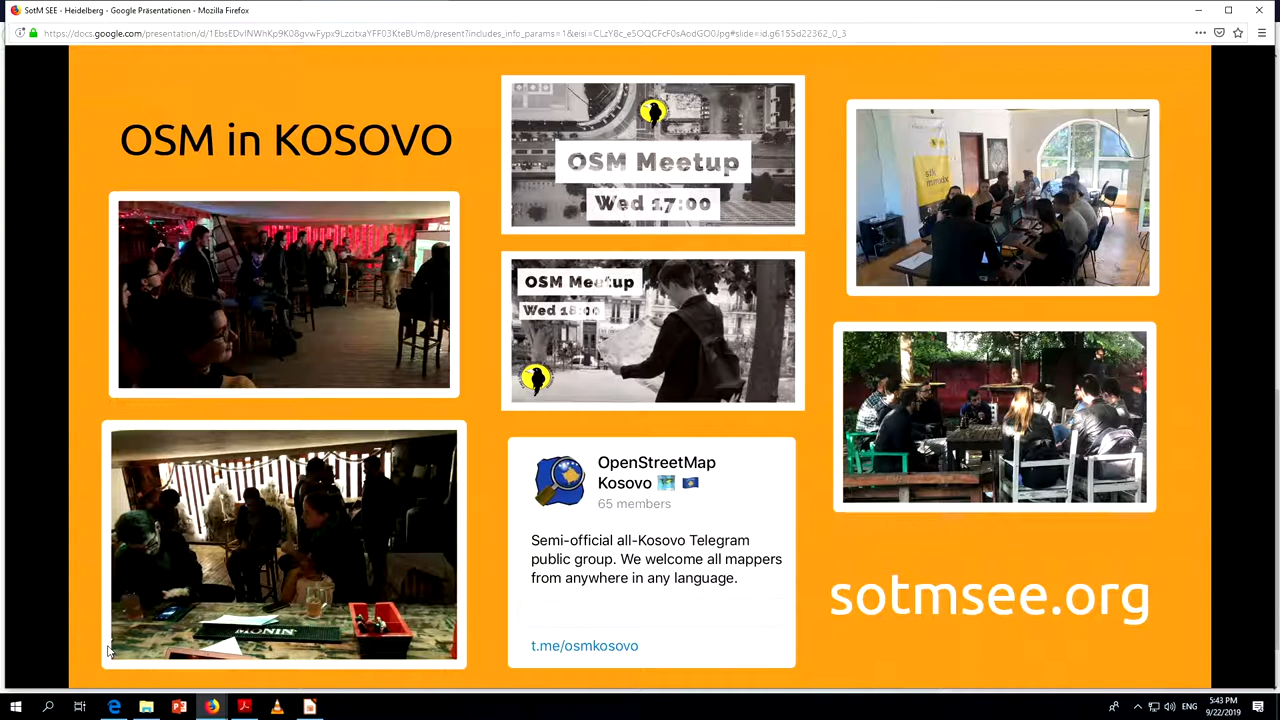 SotM SEE - Heidelberg - Google Präsentationen - Mozilla Firefox
OSM in KOSOVO
OSM Meetup
Wed 17:00
OSM Meetup
OpenStreetMap
Kosovo
65 members
Semi-official all-Kosovo Telegram
public group. We welcome all mappers
from anywhere in any language.
t.me/osmkosovo
MONIN
sotmsee.org
ENG
5:43 PM
9/22/2019